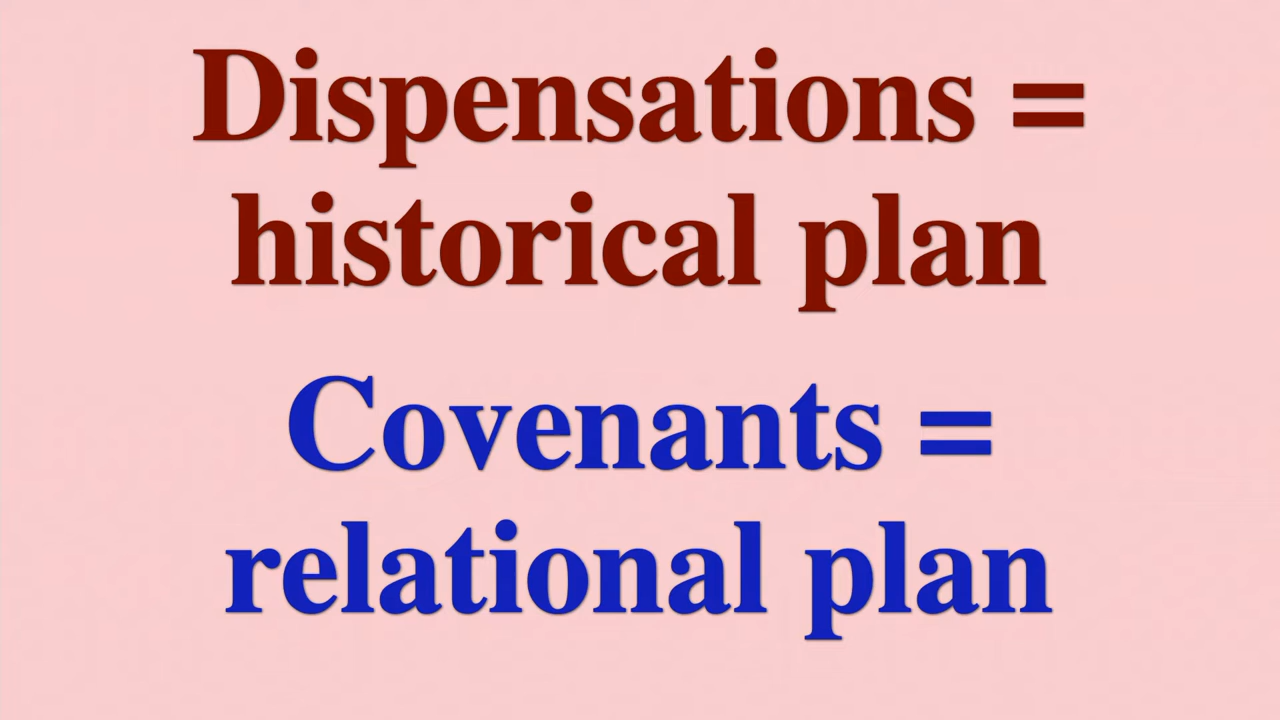 Dispensations =
historical plan
Covenants =
relational plan